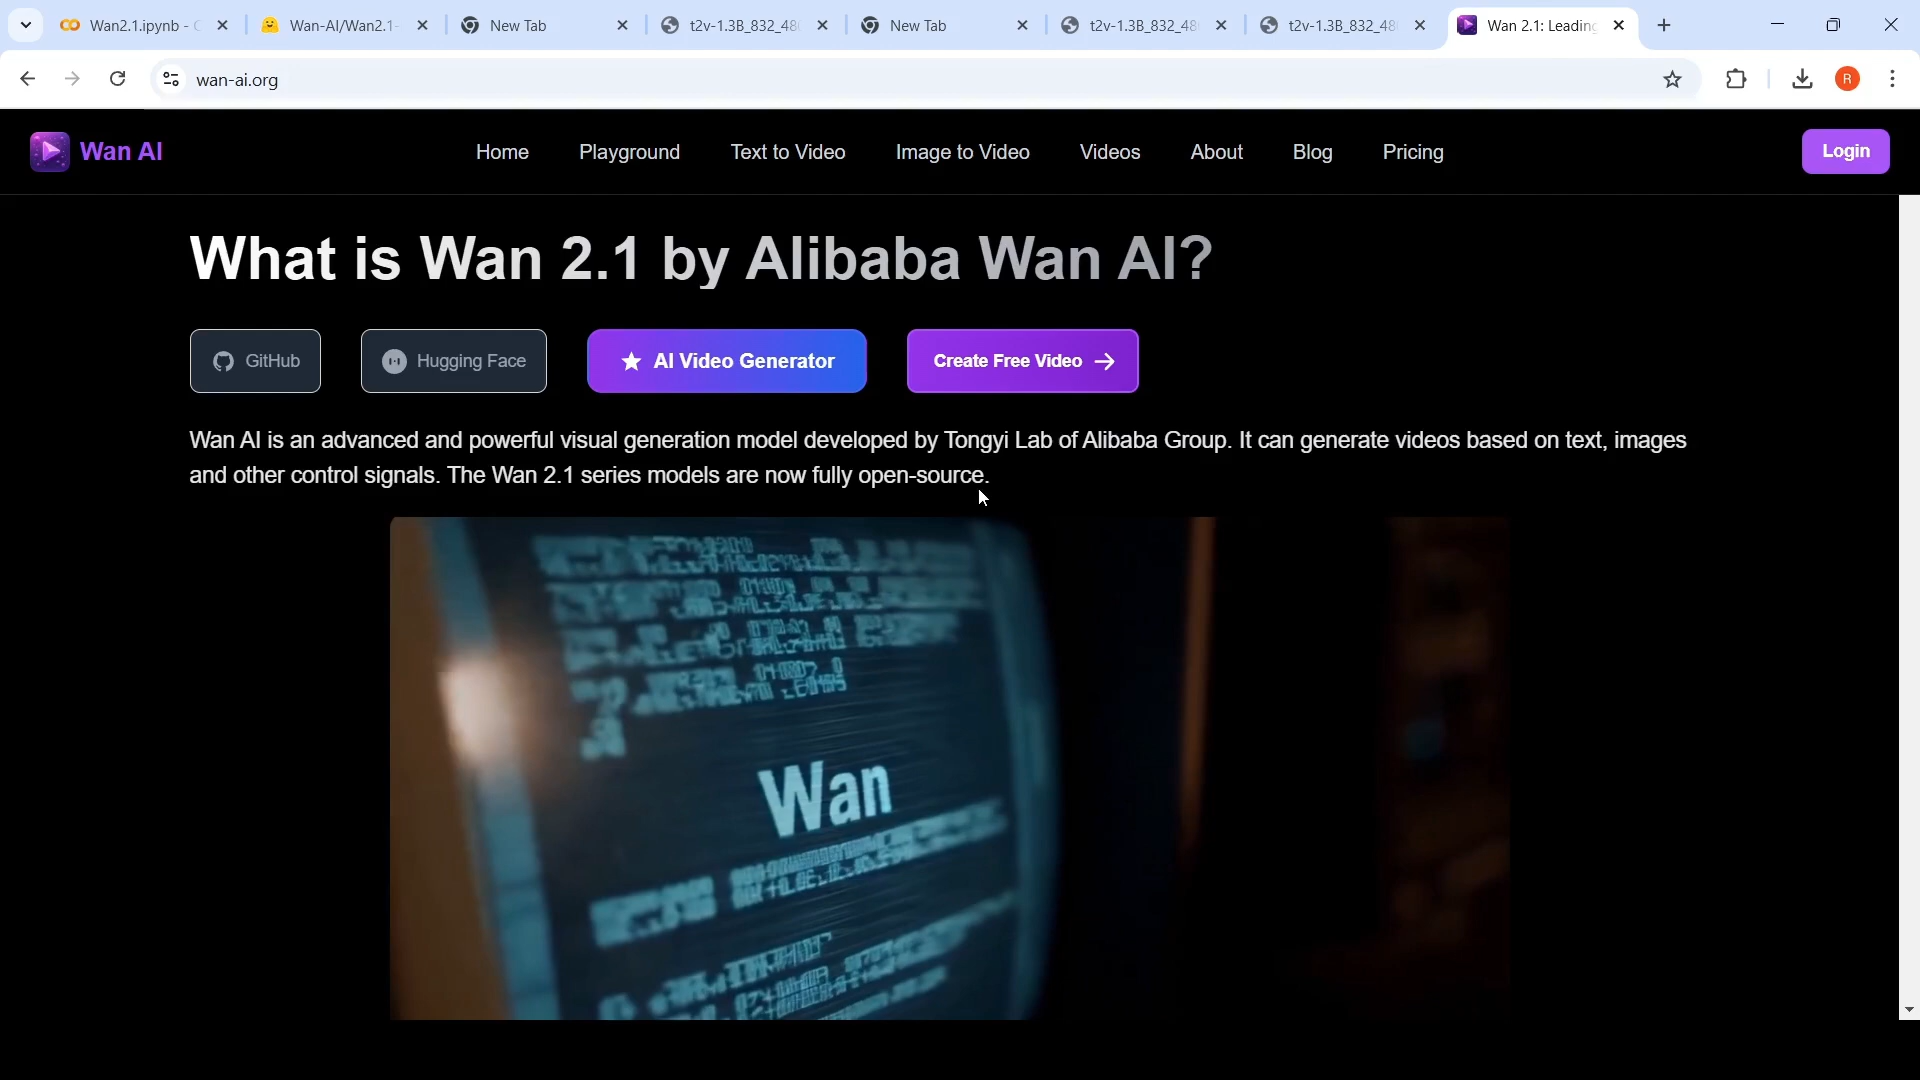 Wan2.1.ipynb - C
Wan-AI/Wan2.1-
New Tab
t2v-1.3B_832_48
New Tab
t2v-1.3B_832_48
t2v-1.3B_832_48
Wan 2.1: Leading
wan-ai.org
R
Wan AI
Home
Playground
Text to Video
Image to Video
Videos
About
Blog
Pricing
Login
What is Wan 2.1 by Alibaba Wan AI?
GitHub
Hugging Face
AI Video Generator
Create Free Video
Wan AI is an advanced and powerful visual generation model developed by Tongyi Lab of Alibaba Group. It can generate videos based on text, images
and other control signals. The Wan 2.1 series models are now fully open-source.
Wan